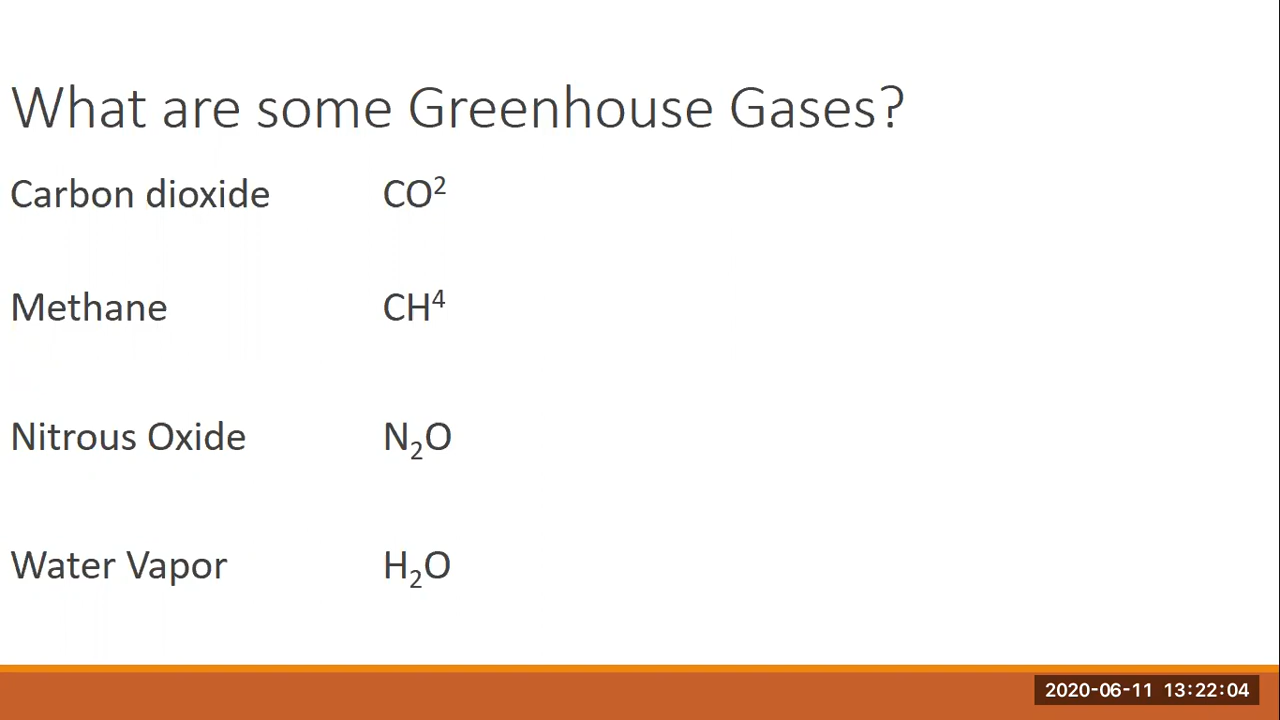 What are some Greenhouse Gases?
Carbon dioxide CO²
Methane CH⁴
Nitrous Oxide N₂O
Water Vapor H₂O
2020-06-11 13:22:04